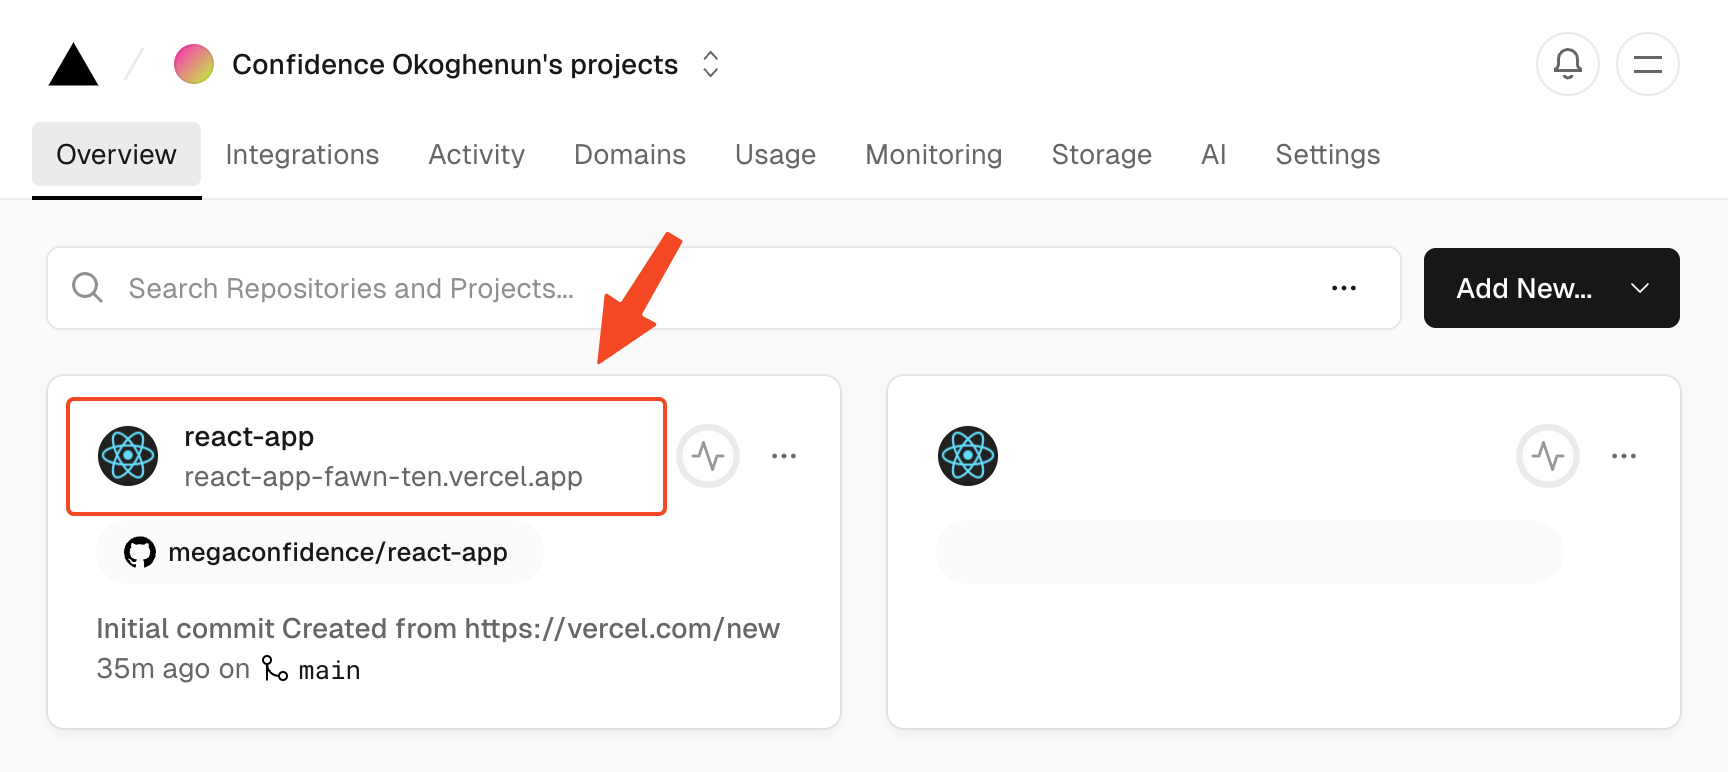 Confidence Okoghenun's projects
Overview Integrations Activity Domains Usage Monitoring Storage AI Settings
Search Repositories and Projects...
Add New...
react-app
react-app-fawn-ten.vercel.app
megaconfidence/react-app
Initial commit Created from https://vercel.com/new
35m ago on main